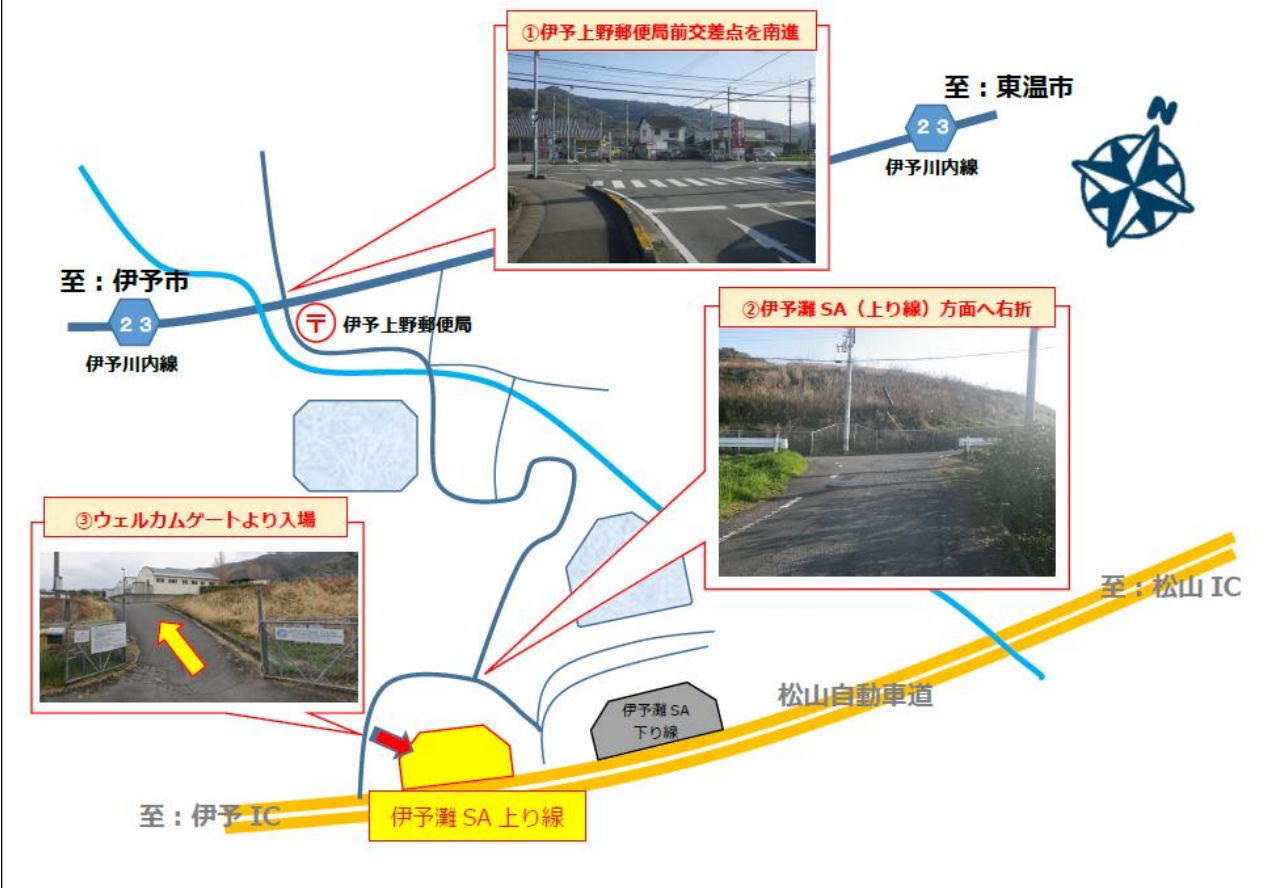 ①伊予上野郵便局前交差点を南進
至：東温市
N
２３
伊予川内線
至：伊予市
２３
伊予川内線
〒 伊予上野郵便局
②伊予灘 SA（上り線）方面へ右折
③ウェルカムゲートより入場
至：松山 IC
松山自動車道
伊予灘 SA
下り線
至：伊予 IC
伊予灘 SA 上り線